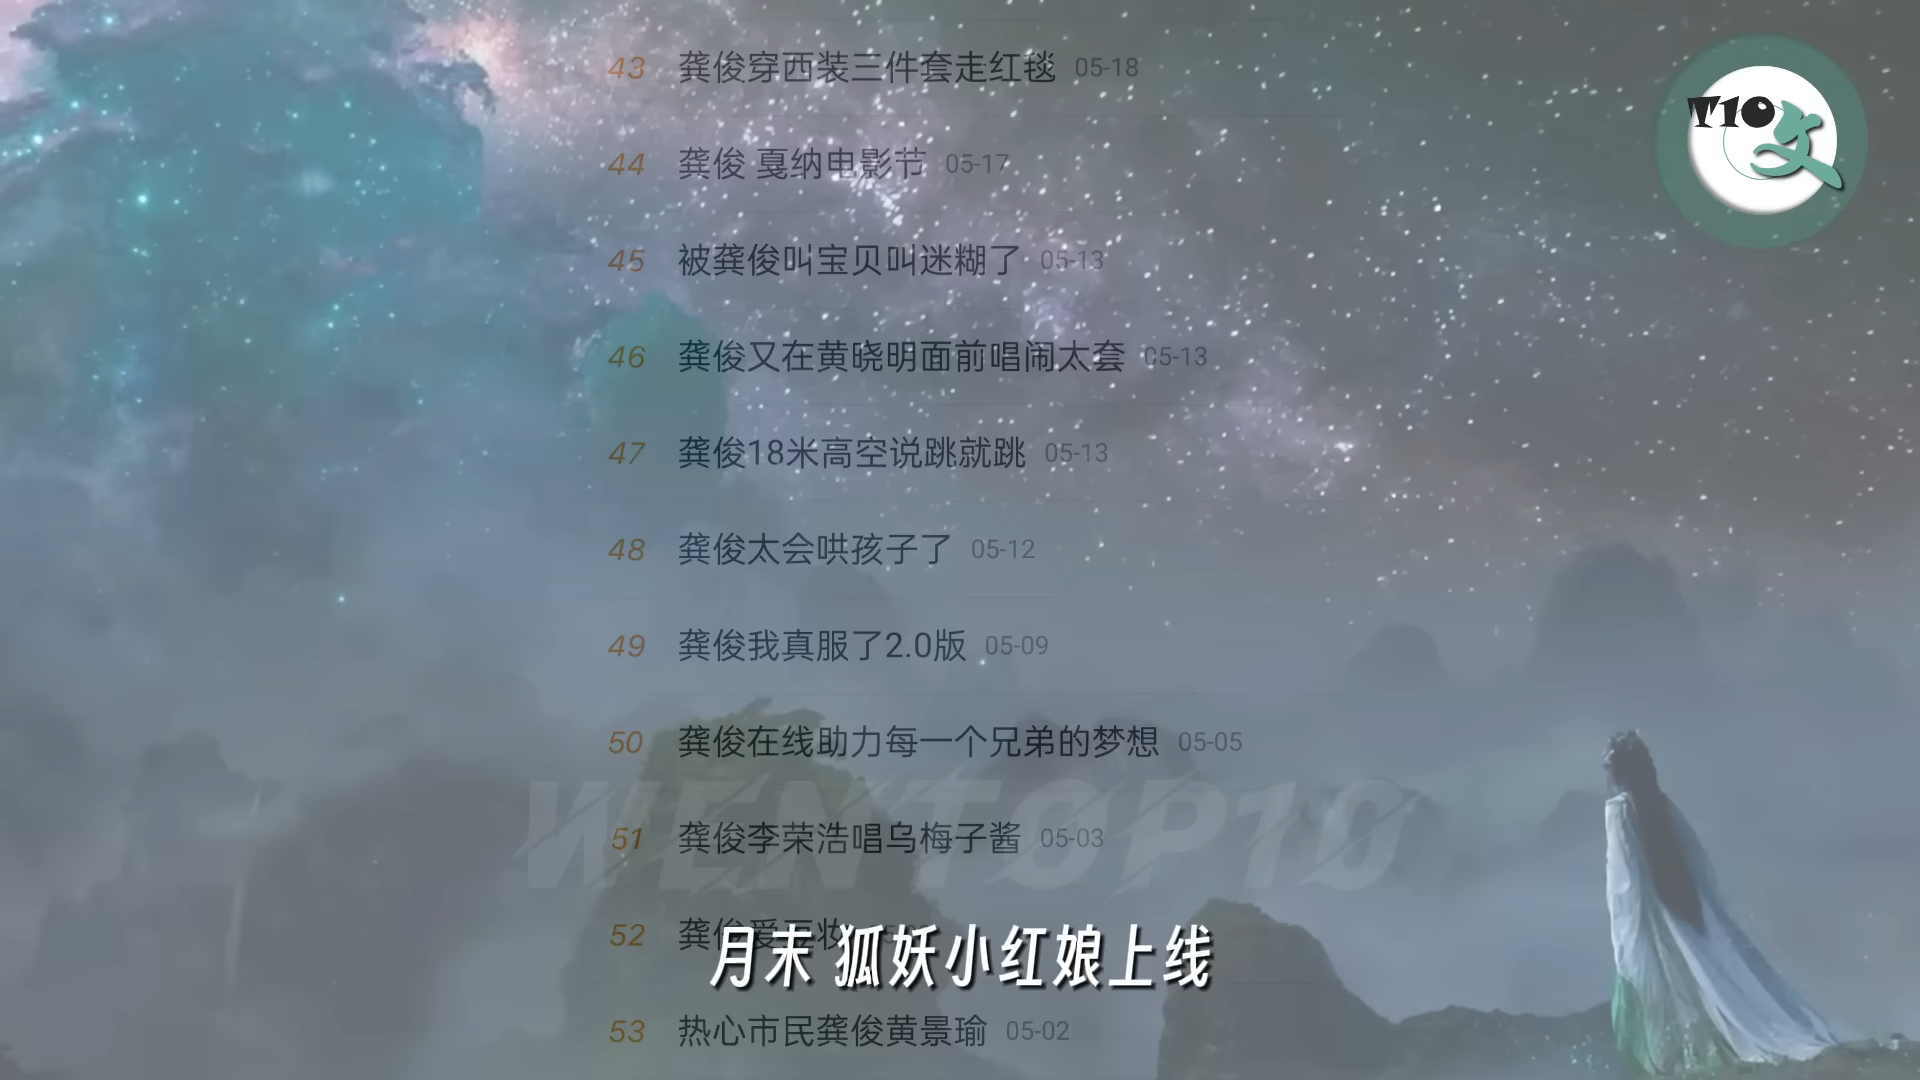 43 龚俊穿西装三件套走红毯 05-18
T10文
44 龚俊 戛纳电影节 05-17
45 被龚俊叫宝贝叫迷糊了 05-13
46 龚俊又在黄晓明面前唱闹太套 05-13
47 龚俊18米高空说跳就跳 05-13
48 龚俊太会哄孩子了 05-12
49 龚俊我真服了2.0版 05-09
50 龚俊在线助力每一个兄弟的梦想 05-05
WENTOP10
51 龚俊李荣浩唱乌梅子酱 05-03
52 龚俊爱
月末 狐妖小红娘上线
53 热心市民龚俊黄景瑜 05-02